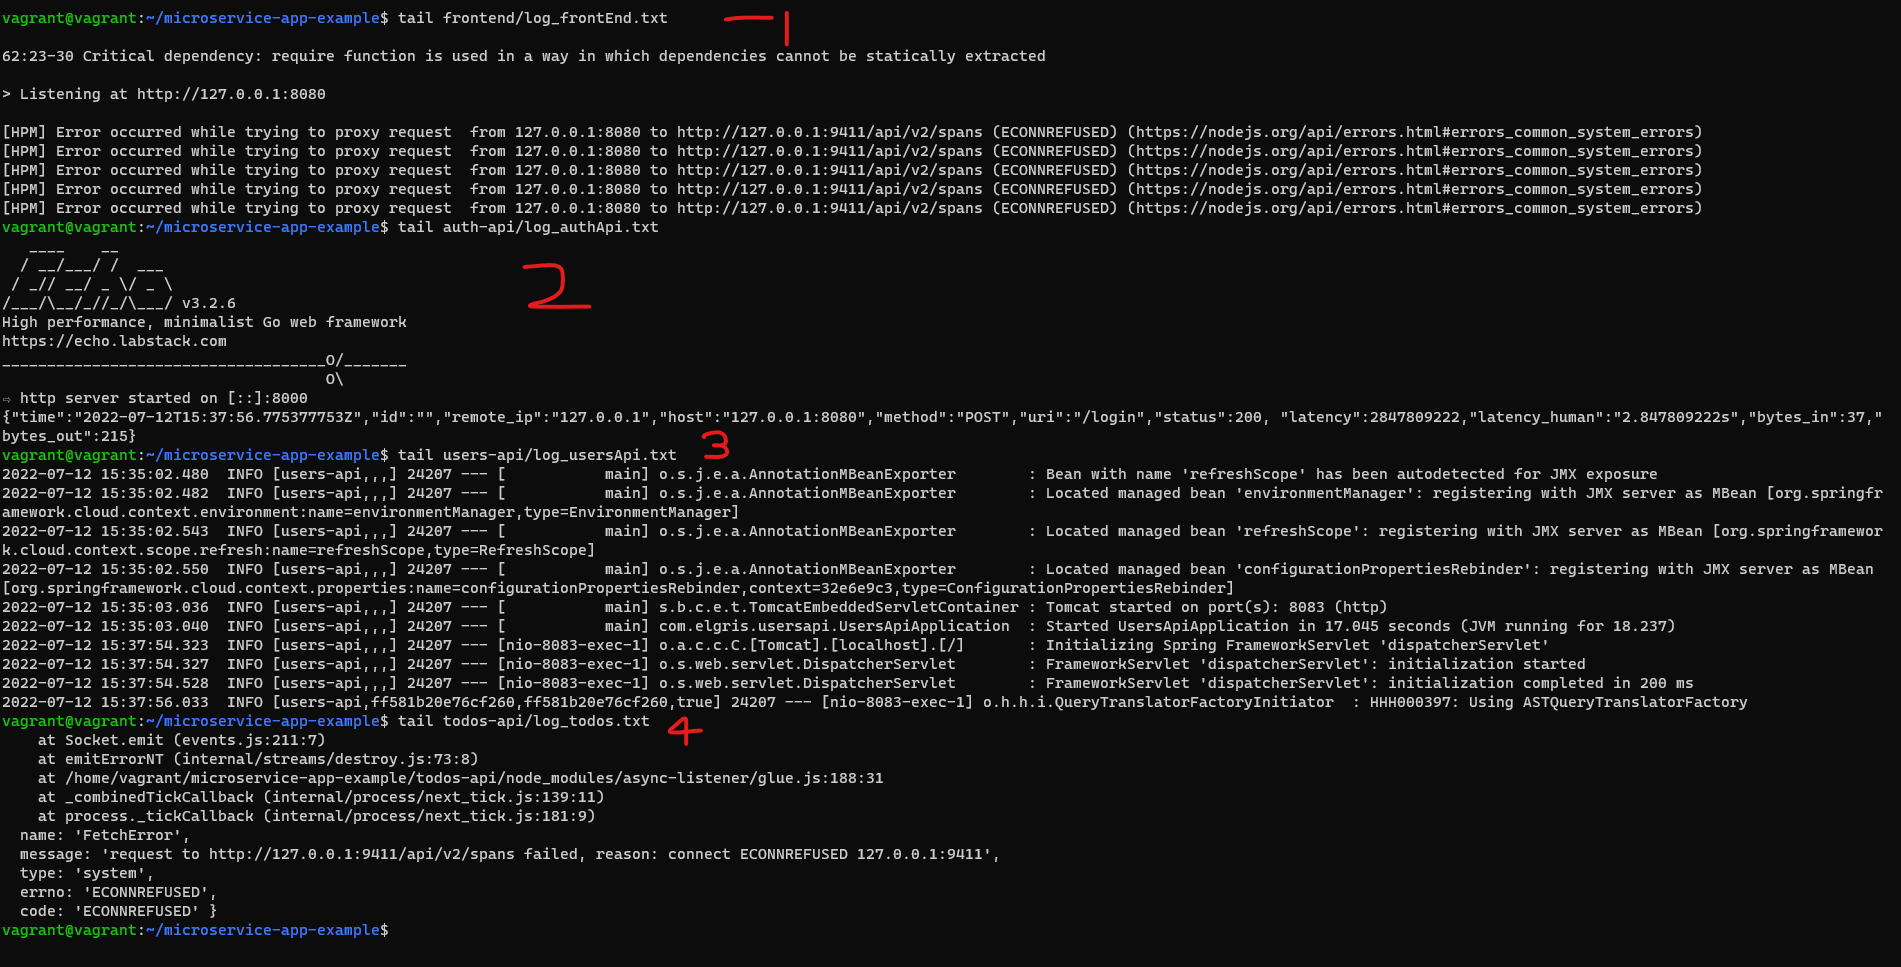 vagrant@vagrant:~/microservice-app-example$ tail frontend/log_frontEnd.txt
1
62:23-30 Critical dependency: require function is used in a way in which dependencies cannot be statically extracted
> Listening at http://127.0.0.1:8080
[HPM] Error occurred while trying to proxy request  from 127.0.0.1:8080 to http://127.0.0.1:9411/api/v2/spans (ECONNREFUSED) (https://nodejs.org/api/errors.html#errors_common_system_errors)
[HPM] Error occurred while trying to proxy request  from 127.0.0.1:8080 to http://127.0.0.1:9411/api/v2/spans (ECONNREFUSED) (https://nodejs.org/api/errors.html#errors_common_system_errors)
[HPM] Error occurred while trying to proxy request  from 127.0.0.1:8080 to http://127.0.0.1:9411/api/v2/spans (ECONNREFUSED) (https://nodejs.org/api/errors.html#errors_common_system_errors)
[HPM] Error occurred while trying to proxy request  from 127.0.0.1:8080 to http://127.0.0.1:9411/api/v2/spans (ECONNREFUSED) (https://nodejs.org/api/errors.html#errors_common_system_errors)
[HPM] Error occurred while trying to proxy request  from 127.0.0.1:8080 to http://127.0.0.1:9411/api/v2/spans (ECONNREFUSED) (https://nodejs.org/api/errors.html#errors_common_system_errors)
vagrant@vagrant:~/microservice-app-example$ tail auth-api/log_authApi.txt
   ____    __
  / __/___/ /  ___
 / _// __/ _ \/ _ \
/___/\__/_//_/\___/ v3.2.6
2
High performance, minimalist Go web framework
https://echo.labstack.com
____________________________________O/_______
                                    O\
⇨ http server started on [::]:8000
{"time":"2022-07-12T15:37:56.775377753Z","id":"","remote_ip":"127.0.0.1","host":"127.0.0.1:8080","method":"POST","uri":"/login","status":200, "latency":2847809222,"latency_human":"2.847809222s","bytes_in":37,"
bytes_out":215}
vagrant@vagrant:~/microservice-app-example$ tail users-api/log_usersApi.txt
3
2022-07-12 15:35:02.480  INFO [users-api,,,] 24207 --- [           main] o.s.j.e.a.AnnotationMBeanExporter        : Bean with name 'refreshScope' has been autodetected for JMX exposure
2022-07-12 15:35:02.482  INFO [users-api,,,] 24207 --- [           main] o.s.j.e.a.AnnotationMBeanExporter        : Located managed bean 'environmentManager': registering with JMX server as MBean [org.springfr
amework.cloud.context.environment:name=environmentManager,type=EnvironmentManager]
2022-07-12 15:35:02.543  INFO [users-api,,,] 24207 --- [           main] o.s.j.e.a.AnnotationMBeanExporter        : Located managed bean 'refreshScope': registering with JMX server as MBean [org.springframewor
k.cloud.context.scope.refresh:name=refreshScope,type=RefreshScope]
2022-07-12 15:35:02.550  INFO [users-api,,,] 24207 --- [           main] o.s.j.e.a.AnnotationMBeanExporter        : Located managed bean 'configurationPropertiesRebinder': registering with JMX server as MBean
[org.springframework.cloud.context.properties:name=configurationPropertiesRebinder,context=32e6e9c3,type=ConfigurationPropertiesRebinder]
2022-07-12 15:35:03.036  INFO [users-api,,,] 24207 --- [           main] s.b.c.e.t.TomcatEmbeddedServletContainer : Tomcat started on port(s): 8083 (http)
2022-07-12 15:35:03.040  INFO [users-api,,,] 24207 --- [           main] com.elgris.usersapi.UsersApiApplication  : Started UsersApiApplication in 17.045 seconds (JVM running for 18.237)
2022-07-12 15:37:54.323  INFO [users-api,,,] 24207 --- [nio-8083-exec-1] o.a.c.c.C.[Tomcat].[localhost].[/]       : Initializing Spring FrameworkServlet 'dispatcherServlet'
2022-07-12 15:37:54.327  INFO [users-api,,,] 24207 --- [nio-8083-exec-1] o.s.web.servlet.DispatcherServlet        : FrameworkServlet 'dispatcherServlet': initialization started
2022-07-12 15:37:54.528  INFO [users-api,,,] 24207 --- [nio-8083-exec-1] o.s.web.servlet.DispatcherServlet        : FrameworkServlet 'dispatcherServlet': initialization completed in 200 ms
2022-07-12 15:37:56.033  INFO [users-api,ff581b20e76cf260,ff581b20e76cf260,true] 24207 --- [nio-8083-exec-1] o.h.h.i.QueryTranslatorFactoryInitiator  : HHH000397: Using ASTQueryTranslatorFactory
vagrant@vagrant:~/microservice-app-example$ tail todos-api/log_todos.txt
4
    at Socket.emit (events.js:211:7)
    at emitErrorNT (internal/streams/destroy.js:73:8)
    at /home/vagrant/microservice-app-example/todos-api/node_modules/async-listener/glue.js:188:31
    at _combinedTickCallback (internal/process/next_tick.js:139:11)
    at process._tickCallback (internal/process/next_tick.js:181:9)
  name: 'FetchError',
  message: 'request to http://127.0.0.1:9411/api/v2/spans failed, reason: connect ECONNREFUSED 127.0.0.1:9411',
  type: 'system',
  errno: 'ECONNREFUSED',
  code: 'ECONNREFUSED' }
vagrant@vagrant:~/microservice-app-example$